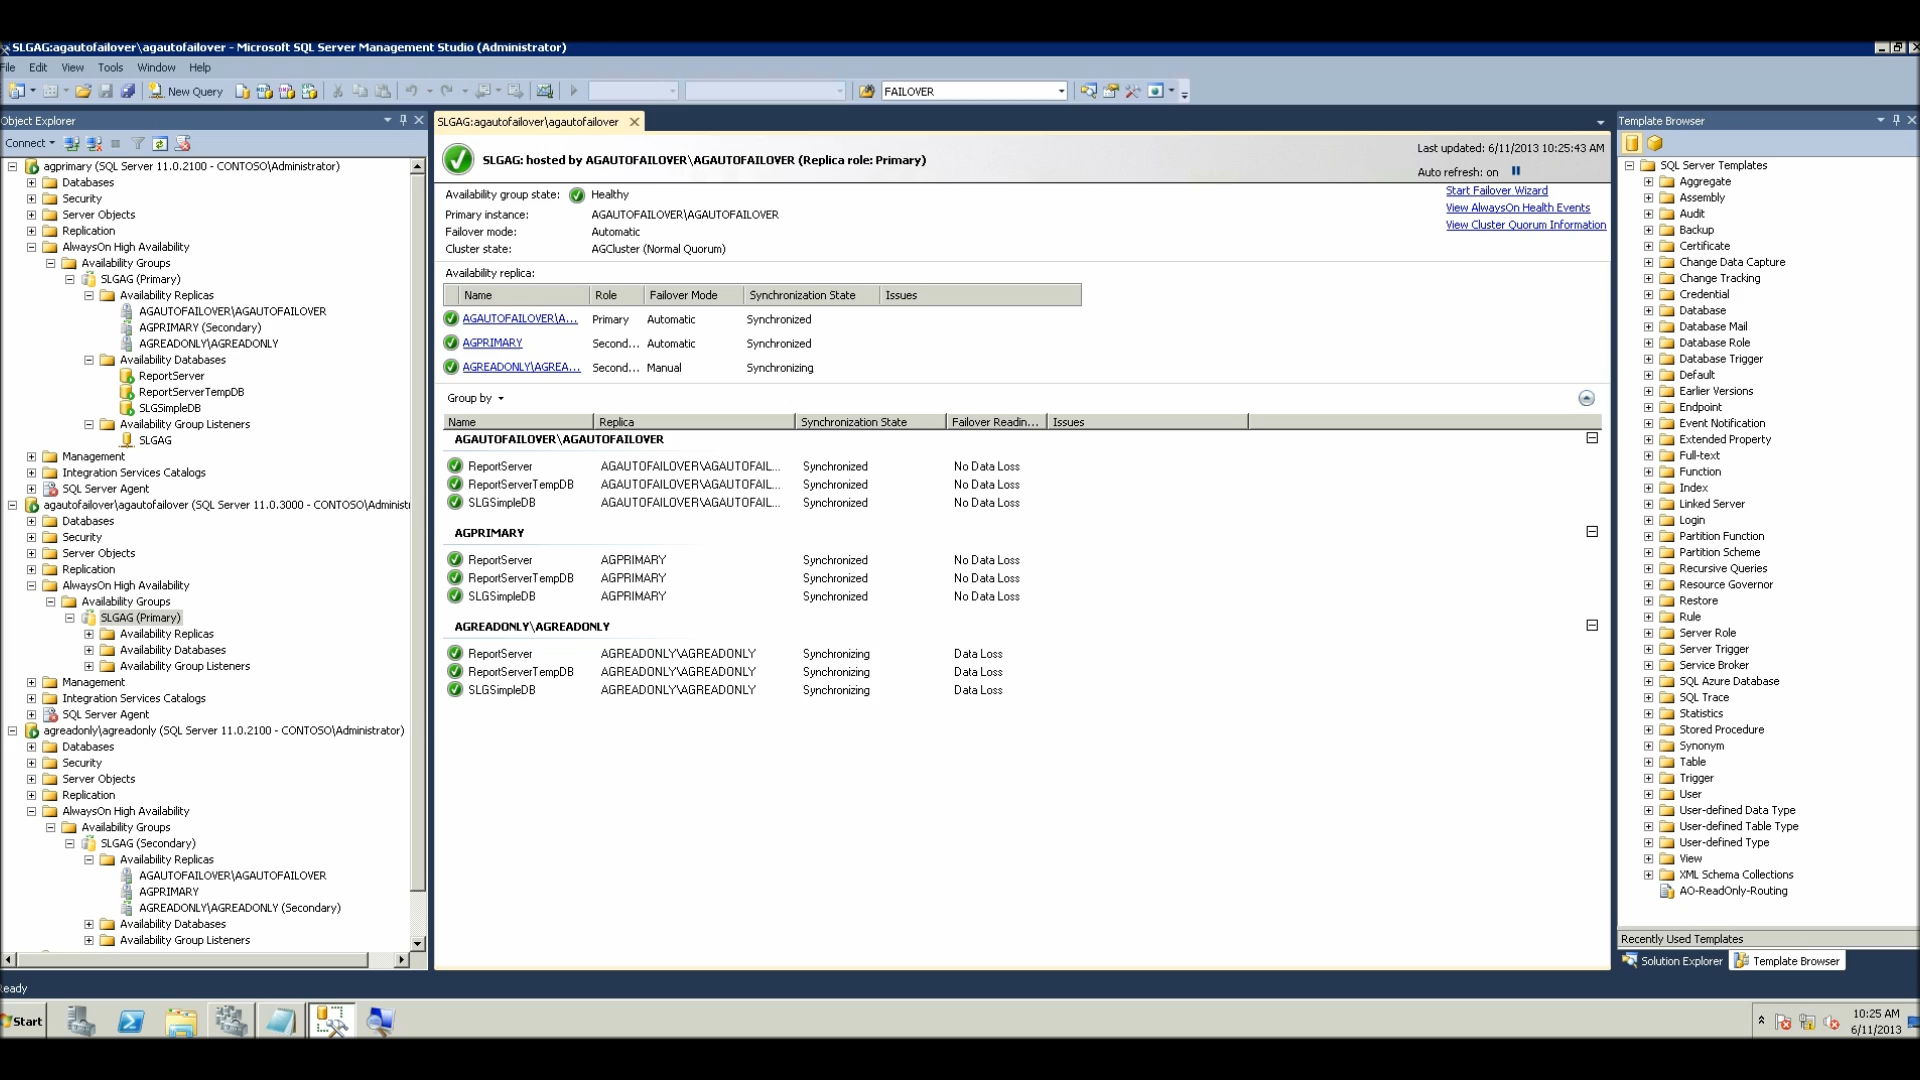 SLGAG:agautofailover\agautofailover - Microsoft SQL Server Management Studio (Administrator)
File Edit View Tools Window Help
New Query
FAILOVER
Object Explorer
Connect
agprimary (SQL Server 11.0.2100 - CONTOSO\Administrator)
Databases
Security
Server Objects
Replication
AlwaysOn High Availability
Availability Groups
SLGAG (Primary)
Availability Replicas
AGAUTOFAILOVER\AGAUTOFAILOVER
AGPRIMARY (Secondary)
AGREADONLY\AGREADONLY
Availability Databases
ReportServer
ReportServerTempDB
SLGSimpleDB
Availability Group Listeners
SLGAG
Management
Integration Services Catalogs
SQL Server Agent
agautofailover\agautofailover (SQL Server 11.0.3000 - CONTOSO\Administr
Databases
Security
Server Objects
Replication
AlwaysOn High Availability
Availability Groups
SLGAG (Primary)
Availability Replicas
Availability Databases
Availability Group Listeners
Management
Integration Services Catalogs
SQL Server Agent
agreadonly\agreadonly (SQL Server 11.0.2100 - CONTOSO\Administrator)
Databases
Security
Server Objects
Replication
AlwaysOn High Availability
Availability Groups
SLGAG (Secondary)
Availability Replicas
AGAUTOFAILOVER\AGAUTOFAILOVER
AGPRIMARY
AGREADONLY\AGREADONLY (Secondary)
Availability Databases
Availability Group Listeners
SLGAG:agautofailover\agautofailover
SLGAG: hosted by AGAUTOFAILOVER\AGAUTOFAILOVER (Replica role: Primary)
Last updated: 6/11/2013 10:25:43 AM
Auto refresh: on
Availability group state: Healthy
Primary instance: AGAUTOFAILOVER\AGAUTOFAILOVER
Failover mode: Automatic
Cluster state: AGCluster (Normal Quorum)
Start Failover Wizard
View AlwaysOn Health Events
View Cluster Quorum Information
Availability replica:
Name Role Failover Mode Synchronization State Issues
AGAUTOFAILOVER\A... Primary Automatic Synchronized
AGPRIMARY Second... Automatic Synchronized
AGREADONLY\AGREA... Second... Manual Synchronizing
Group by
Name Replica Synchronization State Failover Readin... Issues
AGAUTOFAILOVER\AGAUTOFAILOVER
ReportServer AGAUTOFAILOVER\AGAUTOFAIL... Synchronized No Data Loss
ReportServerTempDB AGAUTOFAILOVER\AGAUTOFAIL... Synchronized No Data Loss
SLGSimpleDB AGAUTOFAILOVER\AGAUTOFAIL... Synchronized No Data Loss
AGPRIMARY
ReportServer AGPRIMARY Synchronized No Data Loss
ReportServerTempDB AGPRIMARY Synchronized No Data Loss
SLGSimpleDB AGPRIMARY Synchronized No Data Loss
AGREADONLY\AGREADONLY
ReportServer AGREADONLY\AGREADONLY Synchronizing Data Loss
ReportServerTempDB AGREADONLY\AGREADONLY Synchronizing Data Loss
SLGSimpleDB AGREADONLY\AGREADONLY Synchronizing Data Loss
Template Browser
SQL Server Templates
Aggregate
Assembly
Audit
Backup
Certificate
Change Data Capture
Change Tracking
Credential
Database
Database Mail
Database Role
Database Trigger
Default
Earlier Versions
Endpoint
Event Notification
Extended Property
Full-text
Function
Index
Linked Server
Login
Partition Function
Partition Scheme
Recursive Queries
Resource Governor
Restore
Rule
Server Role
Server Trigger
Service Broker
SQL Azure Database
SQL Trace
Statistics
Stored Procedure
Synonym
Table
Trigger
User
User-defined Data Type
User-defined Table Type
User-defined Type
View
XML Schema Collections
AO-ReadOnly-Routing
Recently Used Templates
Solution Explorer Template Browser
eady
Start
10:25 AM
6/11/2013